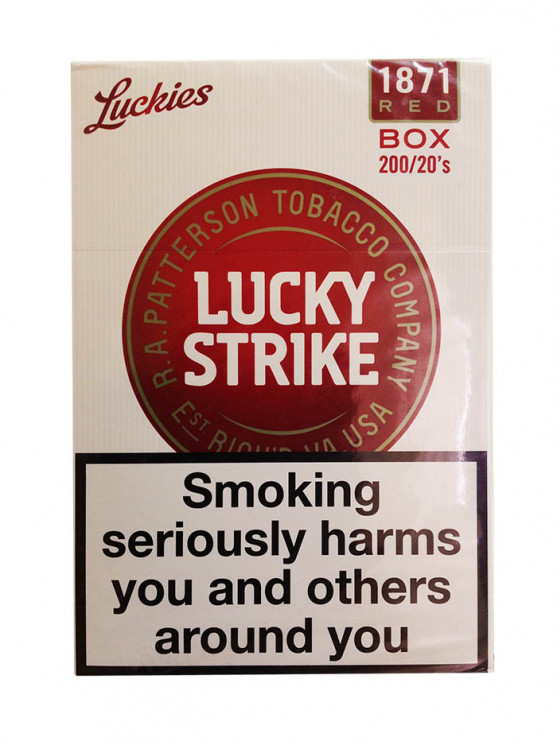 Luckies
1871
RED
BOX
200/20's
R.A.PATTERSON TOBACCO COMPANY
LUCKY
STRIKE
EST RICH'D.VA USA
Smoking
seriously harms
you and others
around you